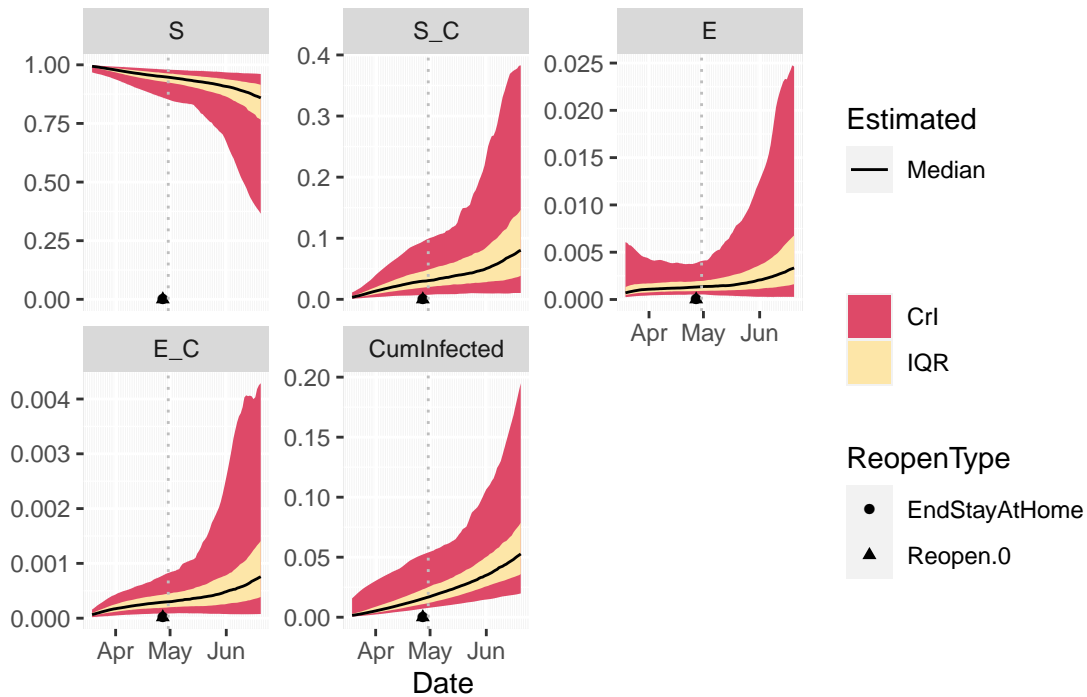 S
S_C
E
1.00
0.75
0.50
0.25
0.00
0.4
0.3
0.2
0.1
0.0
0.025
0.020
0.015
0.010
0.005
0.000
Apr May Jun
E_C
CumInfected
0.004
0.003
0.002
0.001
0.000
Apr May Jun
0.20
0.15
0.10
0.05
0.00
Apr May Jun
Date
Estimated
Median
CrI
IQR
ReopenType
EndStayAtHome
Reopen.0